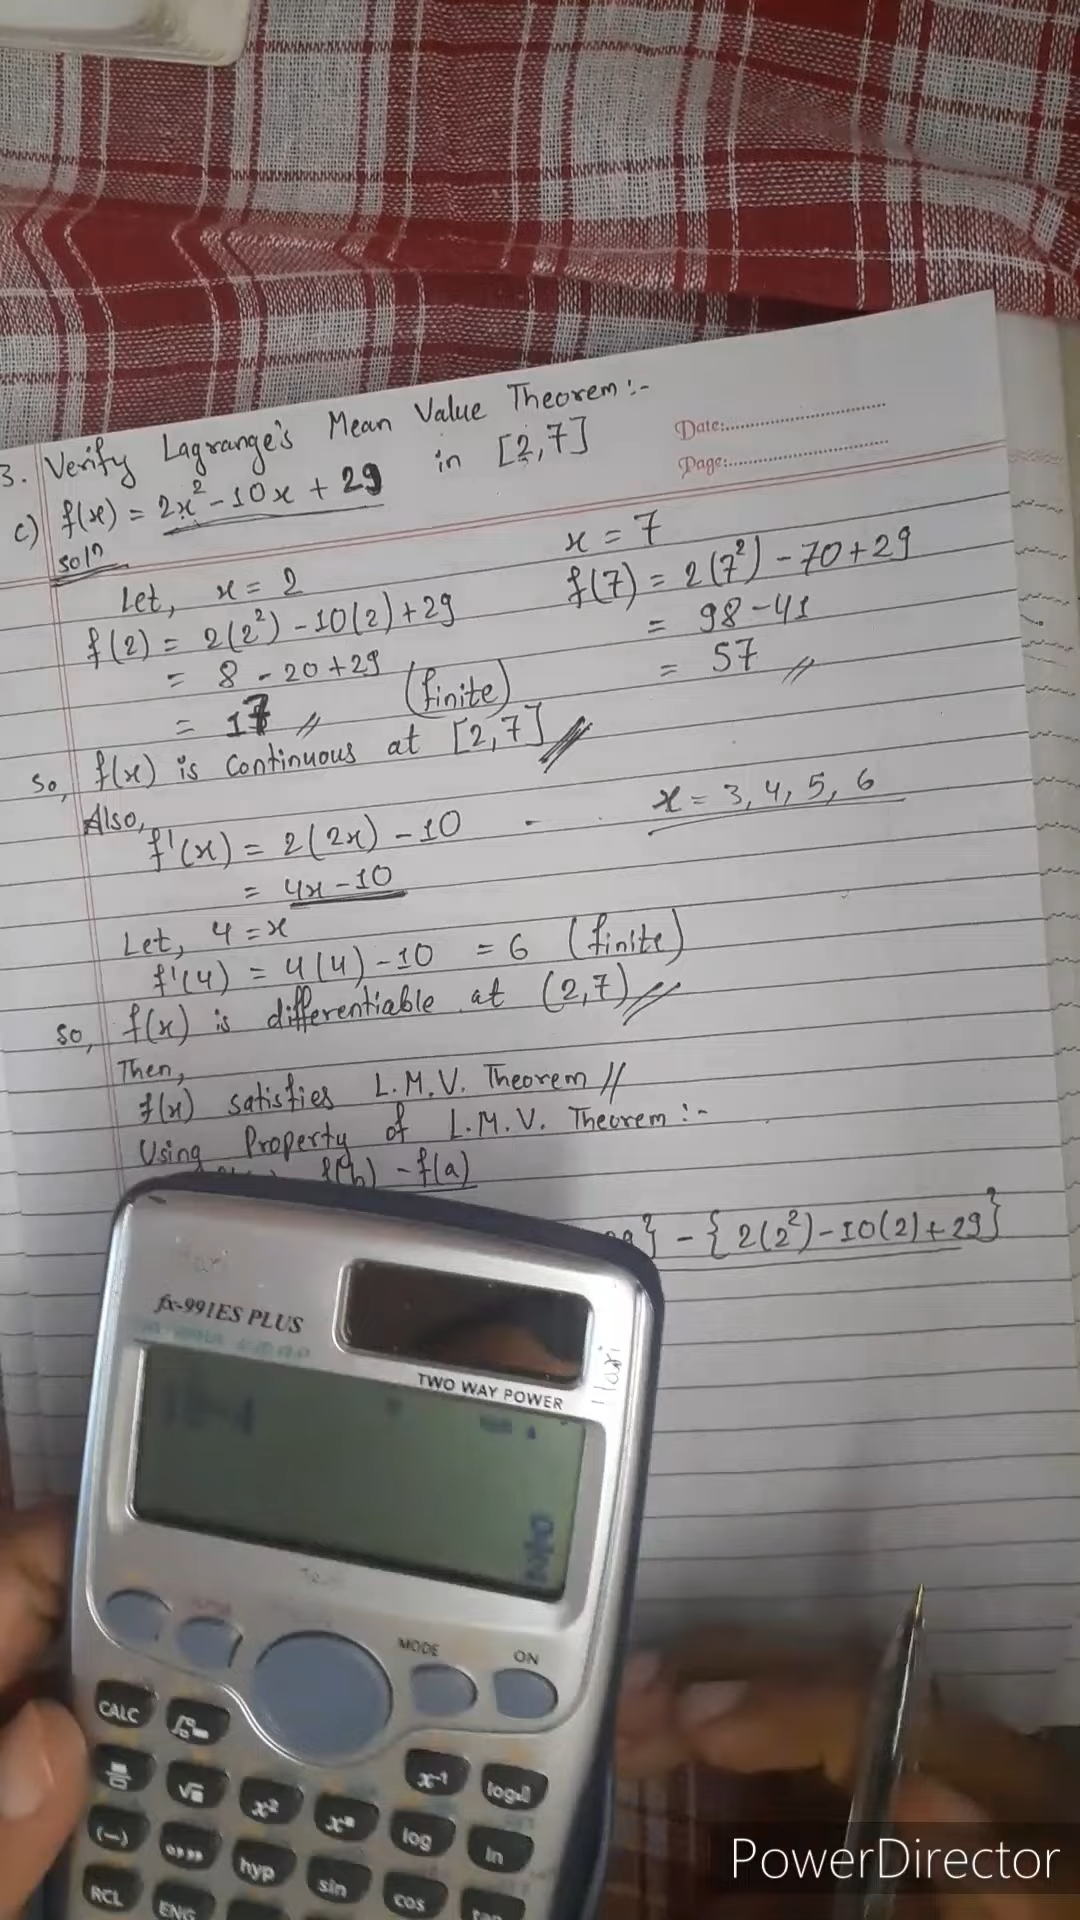 3. Verify Lagrange's Mean Value Theorem :-
c) f(x) = 2x² - 10x + 29 in [2,7]
Date:
Page:
solⁿ
Let, x = 2
f(2) = 2(2²) - 10(2) + 29
= 8 - 20 + 29
= 17 // (finite)
x = 7
f(7) = 2(7²) - 70 + 29
= 98 - 41
= 57 //
So, f(x) is continuous at [2,7] //
Also,
f'(x) = 2(2x) - 10
= 4x - 10
x = 3, 4, 5, 6
Let, 4 = x
f'(4) = 4(4) - 10 = 6 (finite)
So, f(x) is differentiable at (2,7) //
Then,
f(x) satisfies L.M.V. Theorem //
Using Property of L.M.V. Theorem :-
f(b) - f(a)
} - {2(2²) - 10(2) + 29}
fx-991ES PLUS
TWO WAY POWER
Hari
MODE ON
CALC
x⁻¹
√
x²
log
ln
(-)
hyp
sin
cos
RCL
ENG
PowerDirector